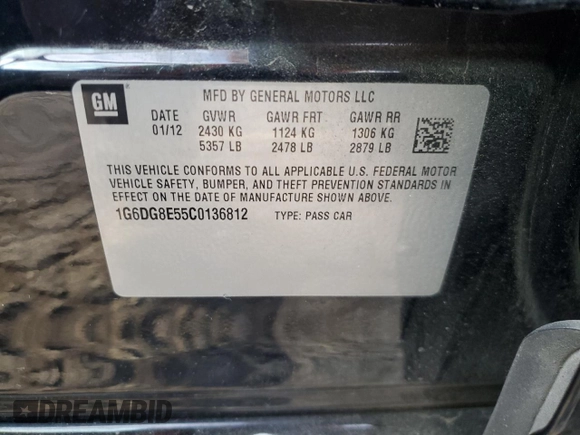 GM
MFD BY GENERAL MOTORS LLC
DATE GVWR GAWR FRT GAWR RR
01/12 2430 KG 1124 KG 1306 KG
5357 LB 2478 LB 2879 LB
THIS VEHICLE CONFORMS TO ALL APPLICABLE U.S. FEDERAL MOTOR
VEHICLE SAFETY, BUMPER, AND THEFT PREVENTION STANDARDS IN
EFFECT ON THE DATE OF MANUFACTURE SHOWN ABOVE.
1G6DG8E55C0136812 TYPE: PASS CAR
DREAMBID